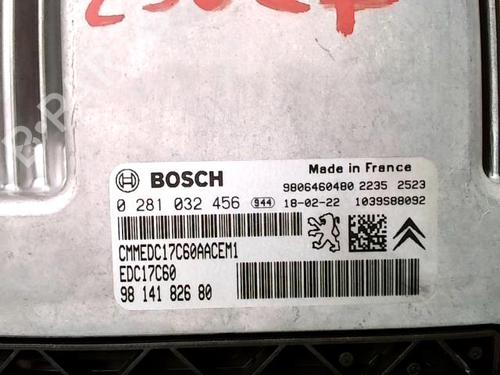 BOSCH
Made in France
9806460480 2235 2523
0 281 032 456 S44 18-02-22 1039S88092
CMMEDC17C60AACEM1
EDC17C60
98 141 826 80